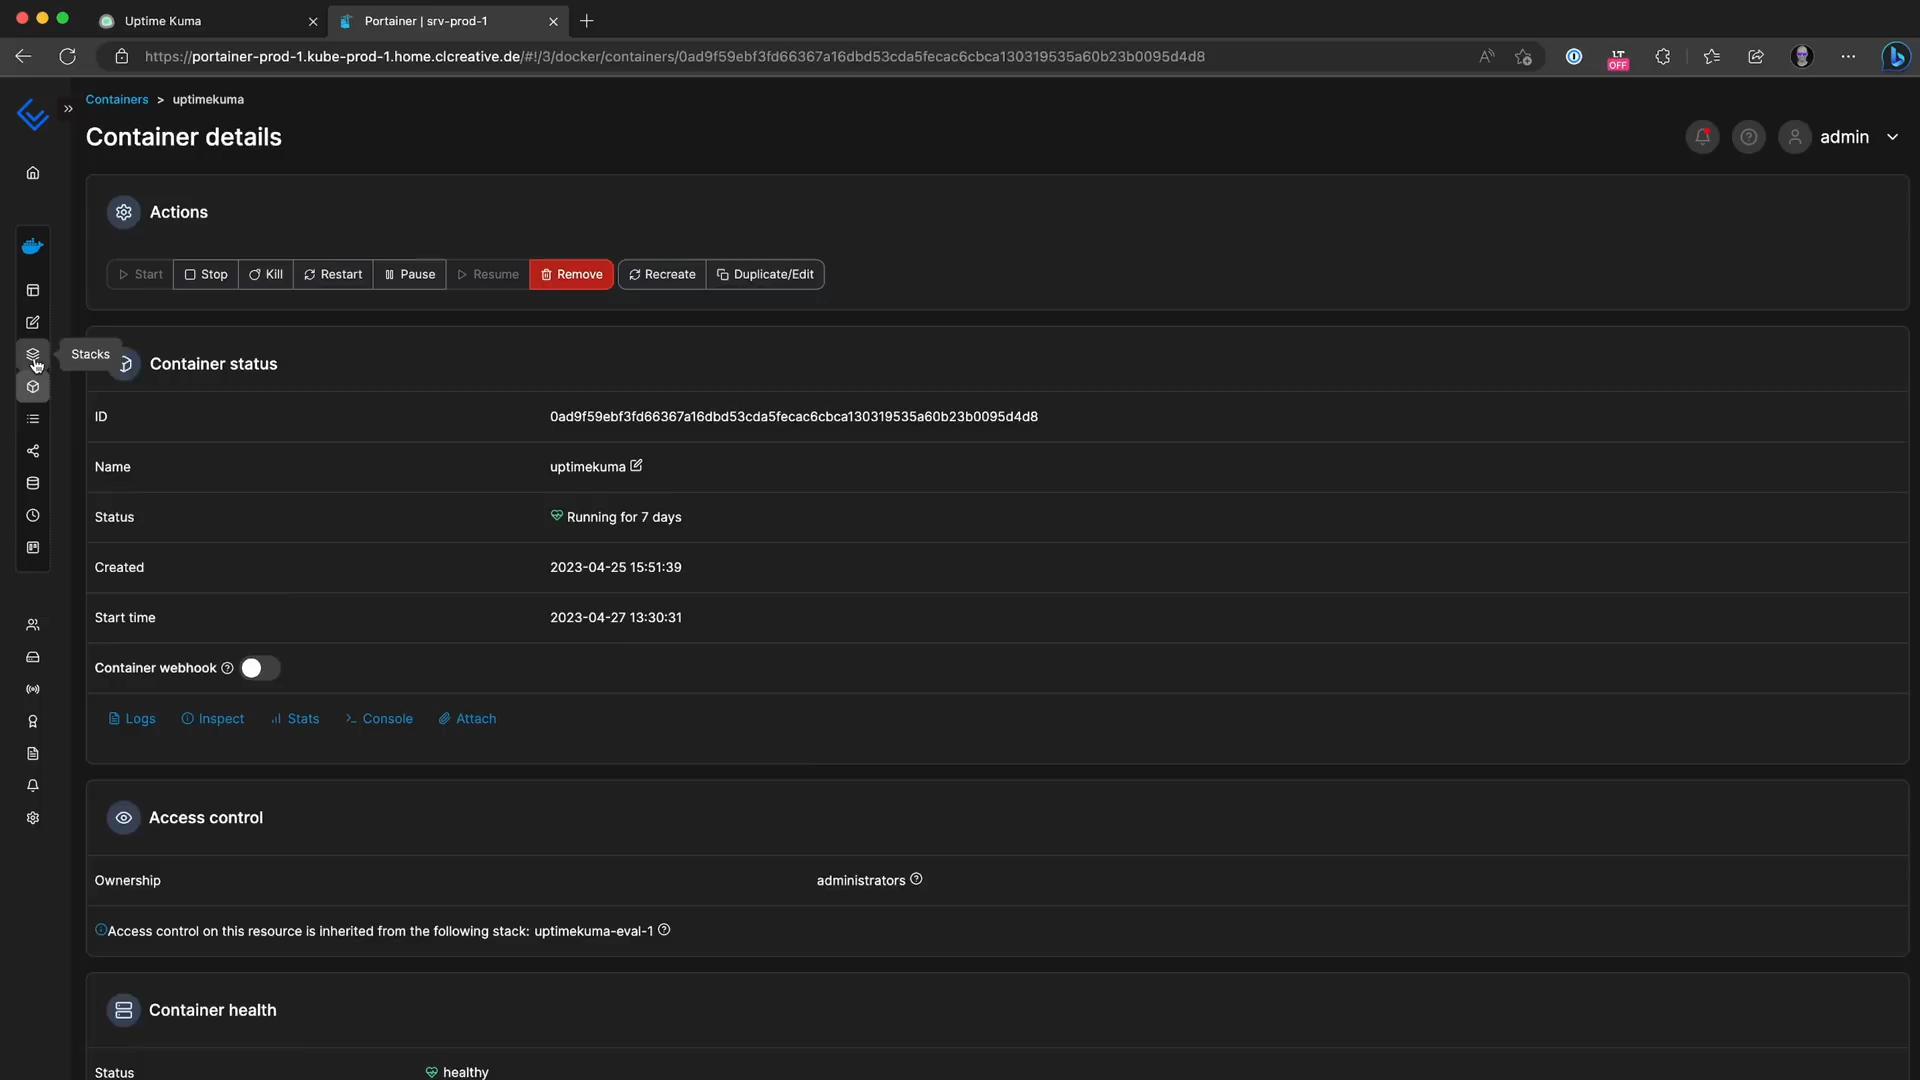 Uptime Kuma
Portainer | srv-prod-1
https://portainer-prod-1.kube-prod-1.home.clcreative.de/#!/3/docker/containers/0ad9f59ebf3fd66367a16dbd53cda5fecac6cbca130319535a60b23b0095d4d8
LT
OFF
Containers > uptimekuma
Container details
admin
Actions
Start
Stop
Kill
Restart
Pause
Resume
Remove
Recreate
Duplicate/Edit
Stacks
Container status
ID 0ad9f59ebf3fd66367a16dbd53cda5fecac6cbca130319535a60b23b0095d4d8
Name uptimekuma
Status Running for 7 days
Created 2023-04-25 15:51:39
Start time 2023-04-27 13:30:31
Container webhook
Logs
Inspect
Stats
Console
Attach
Access control
Ownership administrators
Access control on this resource is inherited from the following stack: uptimekuma-eval-1
Container health
Status healthy